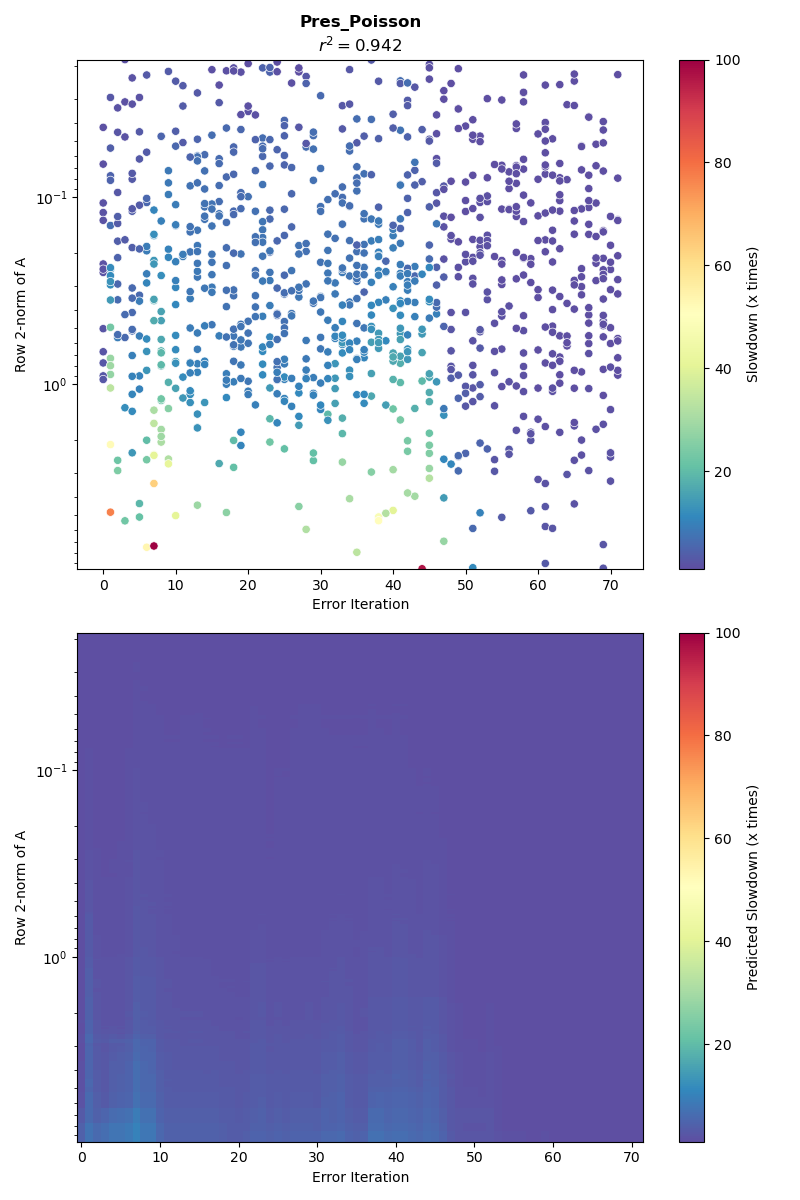 Pres_Poisson
r² = 0.942
10⁻¹
10⁰
Row 2-norm of A
0 10 20 30 40 50 60 70
Error Iteration
100
80
60
40
20
Slowdown (x times)
10⁻¹
10⁰
Row 2-norm of A
0 10 20 30 40 50 60 70
Error Iteration
100
80
60
40
20
Predicted Slowdown (x times)